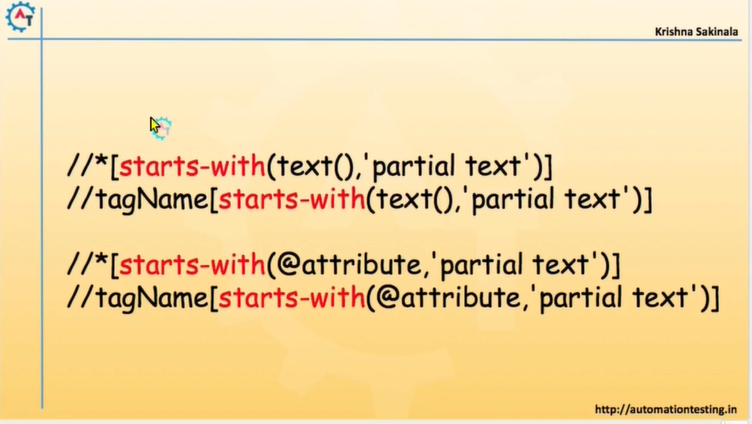 AT
Krishna Sakinala
//*[starts-with(text(),'partial text')]
//tagName[starts-with(text(),'partial text')]
//*[starts-with(@attribute,'partial text')]
//tagName[starts-with(@attribute,'partial text')]
http://automationtesting.in